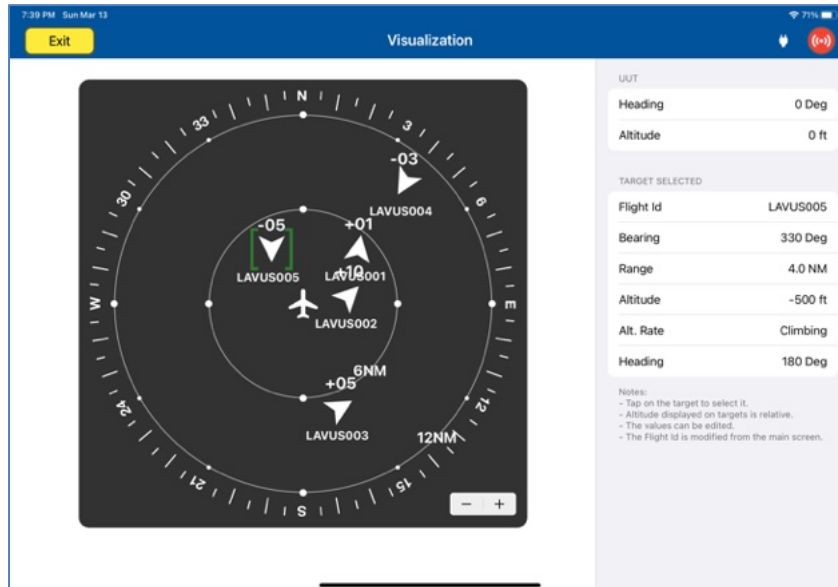 7:39 PM Sun Mar 13
71%
Exit
Visualization
N
33
3
30
6
W
E
24
12
21
15
S
-03
LAVUS004
-05
LAVUS005
+01
LAVUS001
+10
LAVUS002
6NM
+05
LAVUS003
12NM
− +
UUT
Heading 0 Deg
Altitude 0 ft
TARGET SELECTED
Flight Id LAVUS005
Bearing 330 Deg
Range 4.0 NM
Altitude -500 ft
Alt. Rate Climbing
Heading 180 Deg
Notes:
- Tap on the target to select it.
- Altitude displayed on targets is relative.
- The values can be edited.
- The Flight Id is modified from the main screen.